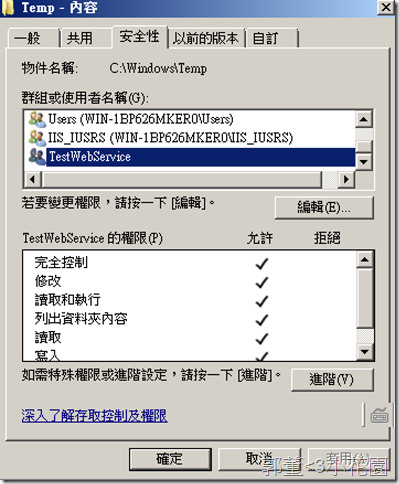 Temp - 內容
一般 共用 安全性 以前的版本 自訂
物件名稱: C:\Windows\Temp
群組或使用者名稱(G):
Users (WIN-1BP626MKER0\Users)
IIS_IUSRS (WIN-1BP626MKER0\IIS_IUSRS)
TestWebService
若要變更權限，請按一下 [編輯]。
編輯(E)...
TestWebService 的權限(P) 允許 拒絕
完全控制
修改
讀取和執行
列出資料夾內容
讀取
寫入
如需特殊權限或進階設定，請按一下 [進階]。
進階(V)
深入了解存取控制及權限
確定 取消 套用(A)
郭董<3小花園